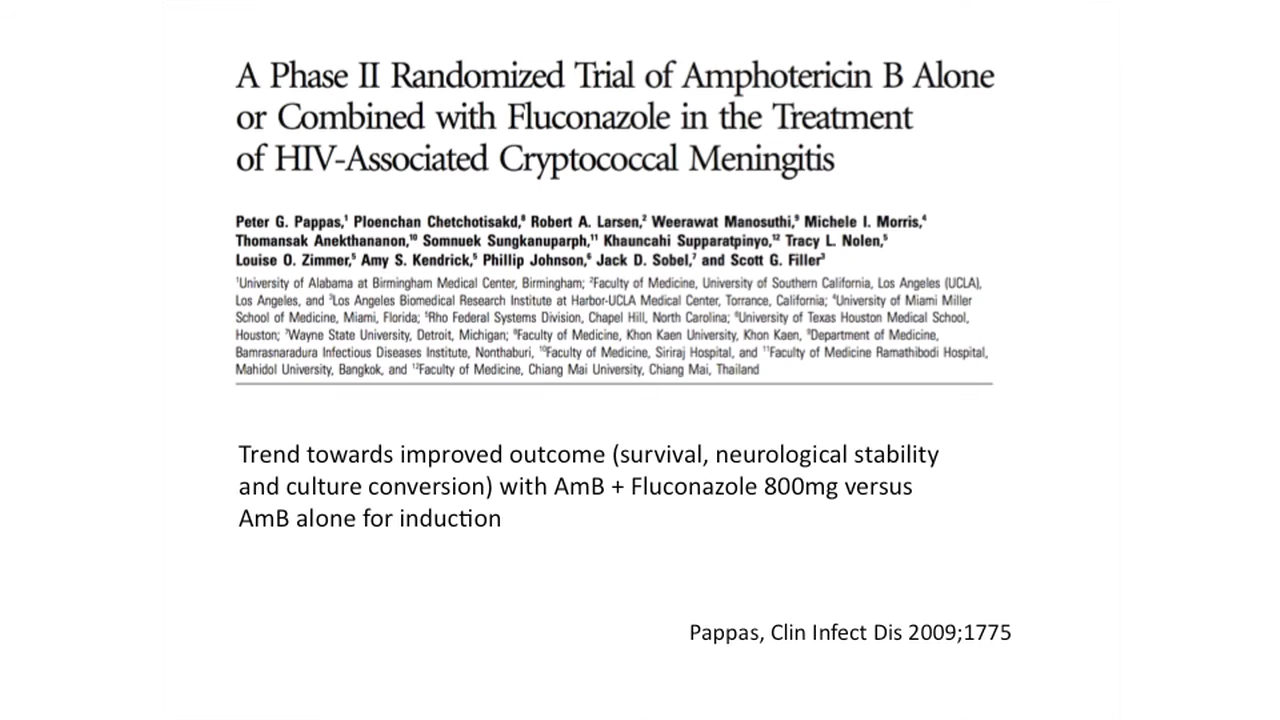 A Phase II Randomized Trial of Amphotericin B Alone
or Combined with Fluconazole in the Treatment
of HIV-Associated Cryptococcal Meningitis
Peter G. Pappas,¹ Ploenchan Chetchotisakd,⁸ Robert A. Larsen,² Weerawat Manosuthi,⁹ Michele I. Morris,⁴
Thomansak Anekthananon,¹⁰ Somnuek Sungkanuparph,¹¹ Khauncahi Supparatpinyo,¹² Tracy L. Nolen,⁵
Louise O. Zimmer,⁵ Amy S. Kendrick,⁵ Phillip Johnson,⁶ Jack D. Sobel,⁷ and Scott G. Filler³
¹University of Alabama at Birmingham Medical Center, Birmingham; ²Faculty of Medicine, University of Southern California, Los Angeles (UCLA),
Los Angeles, and ³Los Angeles Biomedical Research Institute at Harbor-UCLA Medical Center, Torrance, California; ⁴University of Miami Miller
School of Medicine, Miami, Florida; ⁵Rho Federal Systems Division, Chapel Hill, North Carolina; ⁶University of Texas Houston Medical School,
Houston; ⁷Wayne State University, Detroit, Michigan; ⁸Faculty of Medicine, Khon Kaen University, Khon Kaen, ⁹Department of Medicine,
Bamrasnaradura Infectious Diseases Institute, Nonthaburi, ¹⁰Faculty of Medicine, Siriraj Hospital, and ¹¹Faculty of Medicine Ramathibodi Hospital,
Mahidol University, Bangkok, and ¹²Faculty of Medicine, Chiang Mai University, Chiang Mai, Thailand
Trend towards improved outcome (survival, neurological stability
and culture conversion) with AmB + Fluconazole 800mg versus
AmB alone for induction
Pappas, Clin Infect Dis 2009;1775